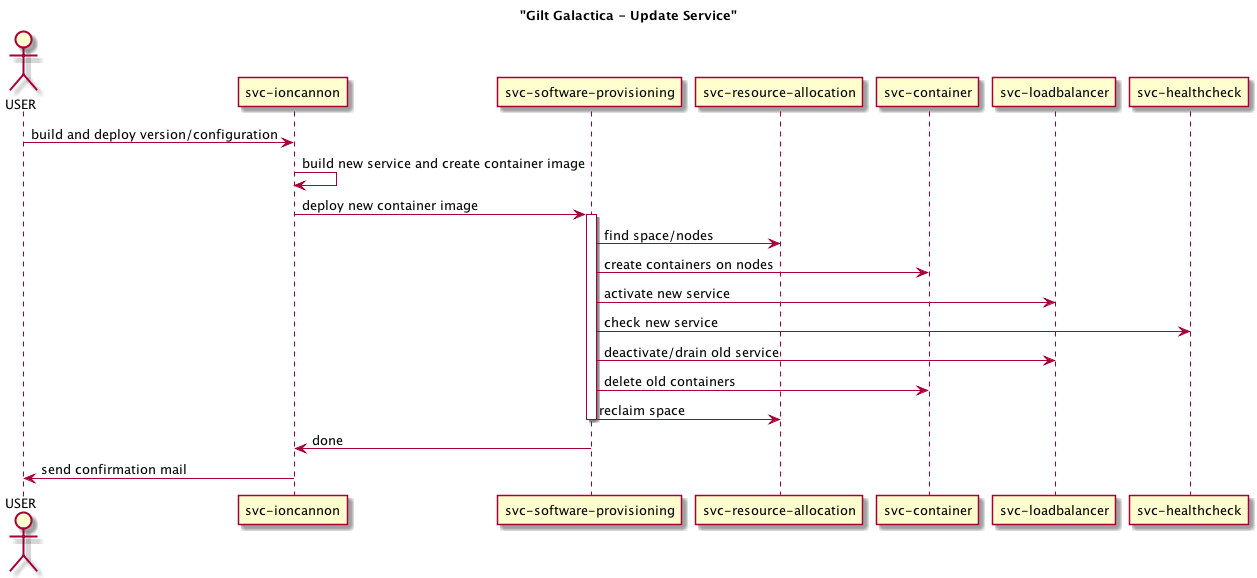 "Gilt Galactica - Update Service"
USER
svc-ioncannon
svc-software-provisioning
svc-resource-allocation
svc-container
svc-loadbalancer
svc-healthcheck
build and deploy version/configuration
build new service and create container image
deploy new container image
find space/nodes
create containers on nodes
activate new service
check new service
deactivate/drain old service
delete old containers
reclaim space
done
send confirmation mail
USER
svc-ioncannon
svc-software-provisioning
svc-resource-allocation
svc-container
svc-loadbalancer
svc-healthcheck